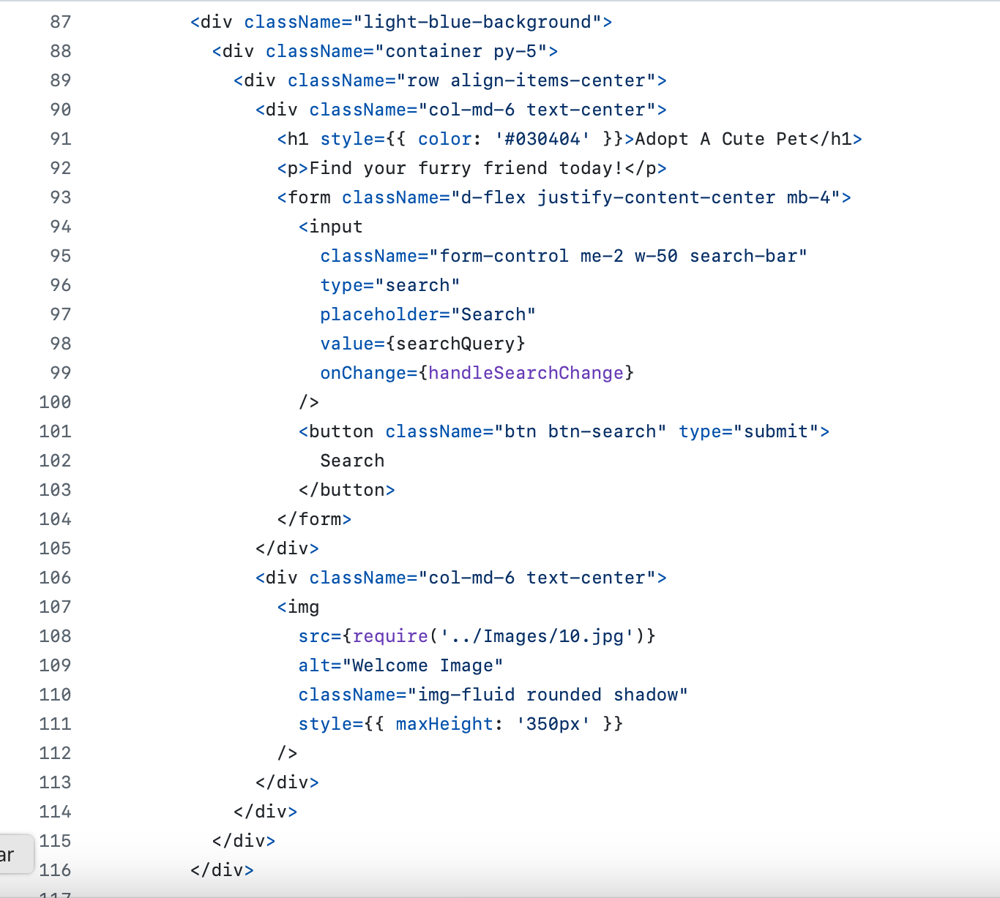 87 <div className="light-blue-background">
88 <div className="container py-5">
89 <div className="row align-items-center">
90 <div className="col-md-6 text-center">
91 <h1 style={{ color: '#030404' }}>Adopt A Cute Pet</h1>
92 <p>Find your furry friend today!</p>
93 <form className="d-flex justify-content-center mb-4">
94 <input
95 className="form-control me-2 w-50 search-bar"
96 type="search"
97 placeholder="Search"
98 value={searchQuery}
99 onChange={handleSearchChange}
100 />
101 <button className="btn btn-search" type="submit">
102 Search
103 </button>
104 </form>
105 </div>
106 <div className="col-md-6 text-center">
107 <img
108 src={require('../Images/10.jpg')}
109 alt="Welcome Image"
110 className="img-fluid rounded shadow"
111 style={{ maxHeight: '350px' }}
112 />
113 </div>
114 </div>
115 </div>
ar
116 </div>
117